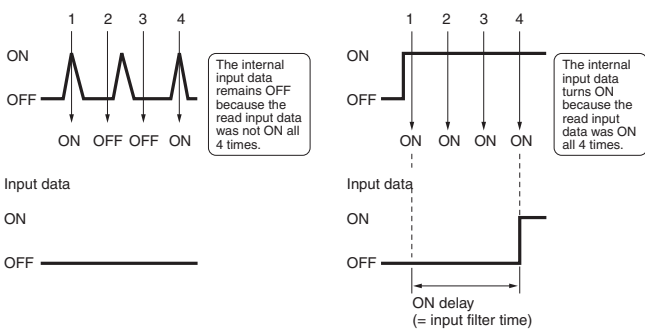 1 2 3 4
ON
OFF
ON OFF OFF ON
The internal
input data
remains OFF
because the
read input data
was not ON all
4 times.
Input data
ON
OFF
1 2 3 4
ON
OFF
ON ON ON ON
The internal
input data
turns ON
because the
read input
data was ON
all 4 times.
Input data
ON
OFF
ON delay
(= input filter time)